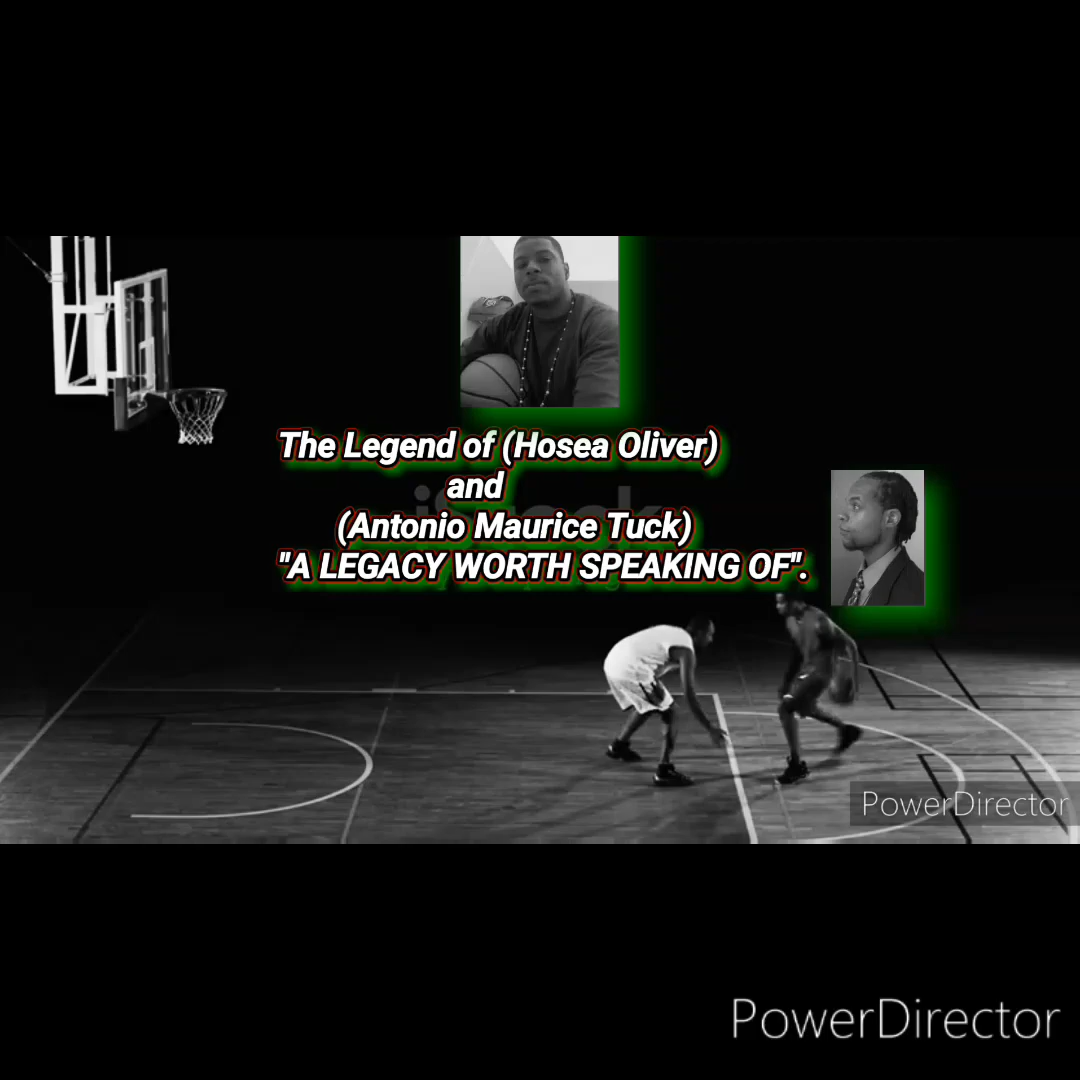 The Legend of (Hosea Oliver)
and
(Antonio Maurice Tuck)
"A LEGACY WORTH SPEAKING OF".
PowerDirector
PowerDirector